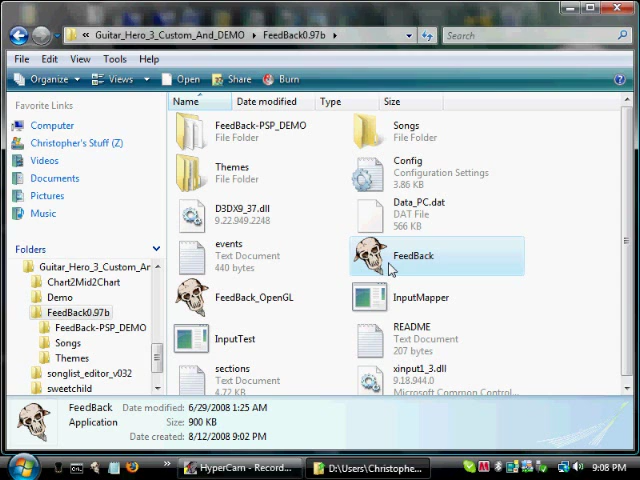 « Guitar_Hero_3_Custom_And_DEMO FeedBack0.97b
Search
File Edit View Tools Help
Organize Views Open Share Burn
Favorite Links
Computer
Christopher's Stuff (Z)
Videos
Documents
Pictures
Music
Folders
Guitar_Hero_3_Custom_Ar
Chart2Mid2Chart
Demo
FeedBack0.97b
FeedBack-PSP_DEMO
Songs
Themes
songlist_editor_v032
sweetchild
Name Date modified Type Size
FeedBack-PSP_DEMO
File Folder
Songs
File Folder
Themes
File Folder
Config
Configuration Settings
3.86 KB
D3DX9_37.dll
9.22.949.2248
Data_PC.dat
DAT File
566 KB
events
Text Document
440 bytes
FeedBack
FeedBack_OpenGL
InputMapper
InputTest
README
Text Document
207 bytes
sections
Text Document
4.72 KB
xinput1_3.dll
9.18.944.0
Microsoft Common Control...
FeedBack Date modified: 6/29/2008 1:25 AM
Application Size: 900 KB
Date created: 8/12/2008 9:02 PM
HyperCam - Record...
D:\Users\Christophe...
9:08 PM